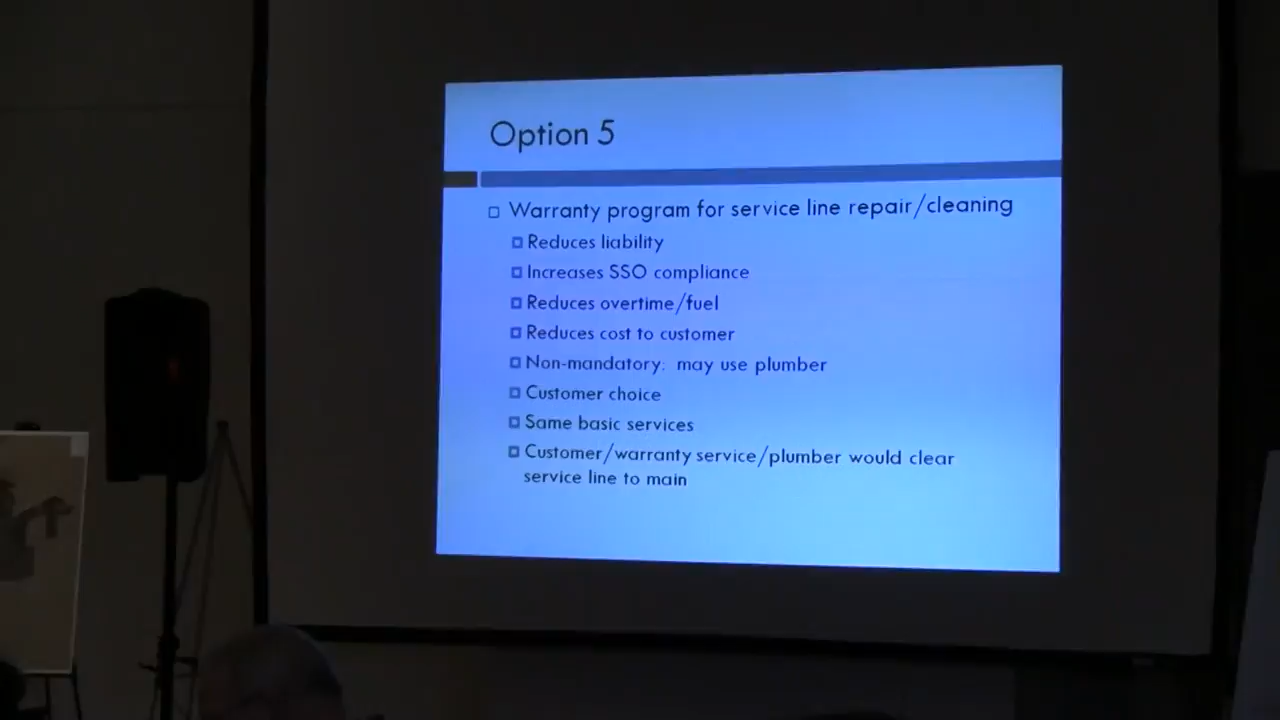 Option 5
Warranty program for service line repair/cleaning
Reduces liability
Increases SSO compliance
Reduces overtime/fuel
Reduces cost to customer
Non-mandatory:  may use plumber
Customer choice
Same basic services
Customer/warranty service/plumber would clear
service line to main